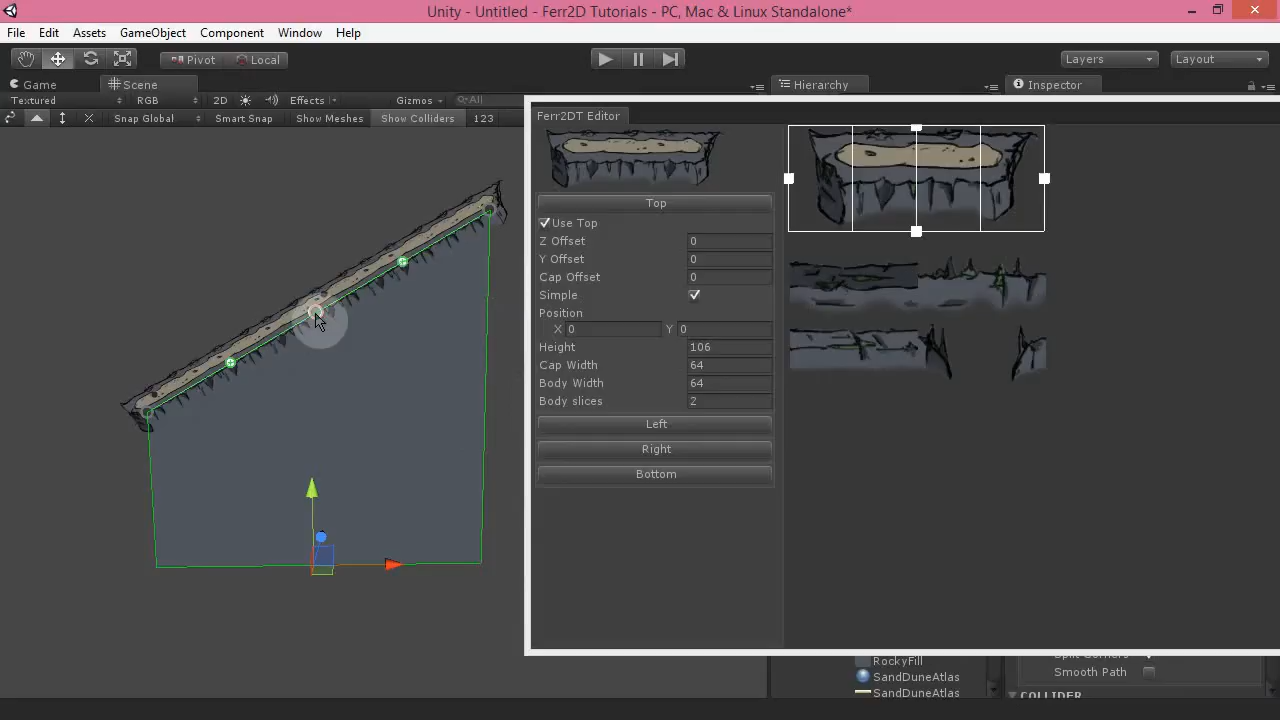 Unity - Untitled - Ferr2D Tutorials - PC, Mac & Linux Standalone*
File Edit Assets GameObject Component Window Help
Pivot Local Layers Layout
Game Scene Hierarchy Inspector
Textured RGB 2D Effects Gizmos All
Snap Global Smart Snap Show Meshes Show Colliders 123
Ferr2DT Editor
Top
Use Top
Z Offset 0
Y Offset 0
Cap Offset 0
Simple
Position
X 0 Y 0
Height 106
Cap Width 64
Body Width 64
Body slices 2
Left
Right
Bottom
RockyFill
Smooth Path
SandDuneAtlas
SandDuneAtlas
COLLIDER